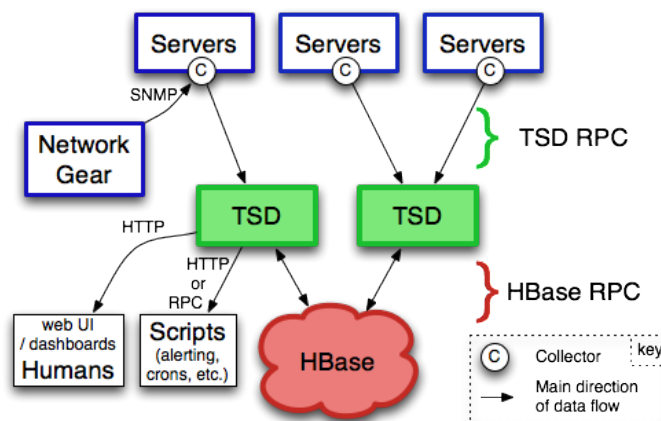 Servers
Servers
Servers
C
C
C
SNMP
Network
Gear
TSD RPC
TSD
TSD
HTTP
HTTP
or
RPC
HBase RPC
web UI
/ dashboards
Humans
Scripts
(alerting,
crons, etc.)
HBase
C
Collector
key
Main direction
of data flow